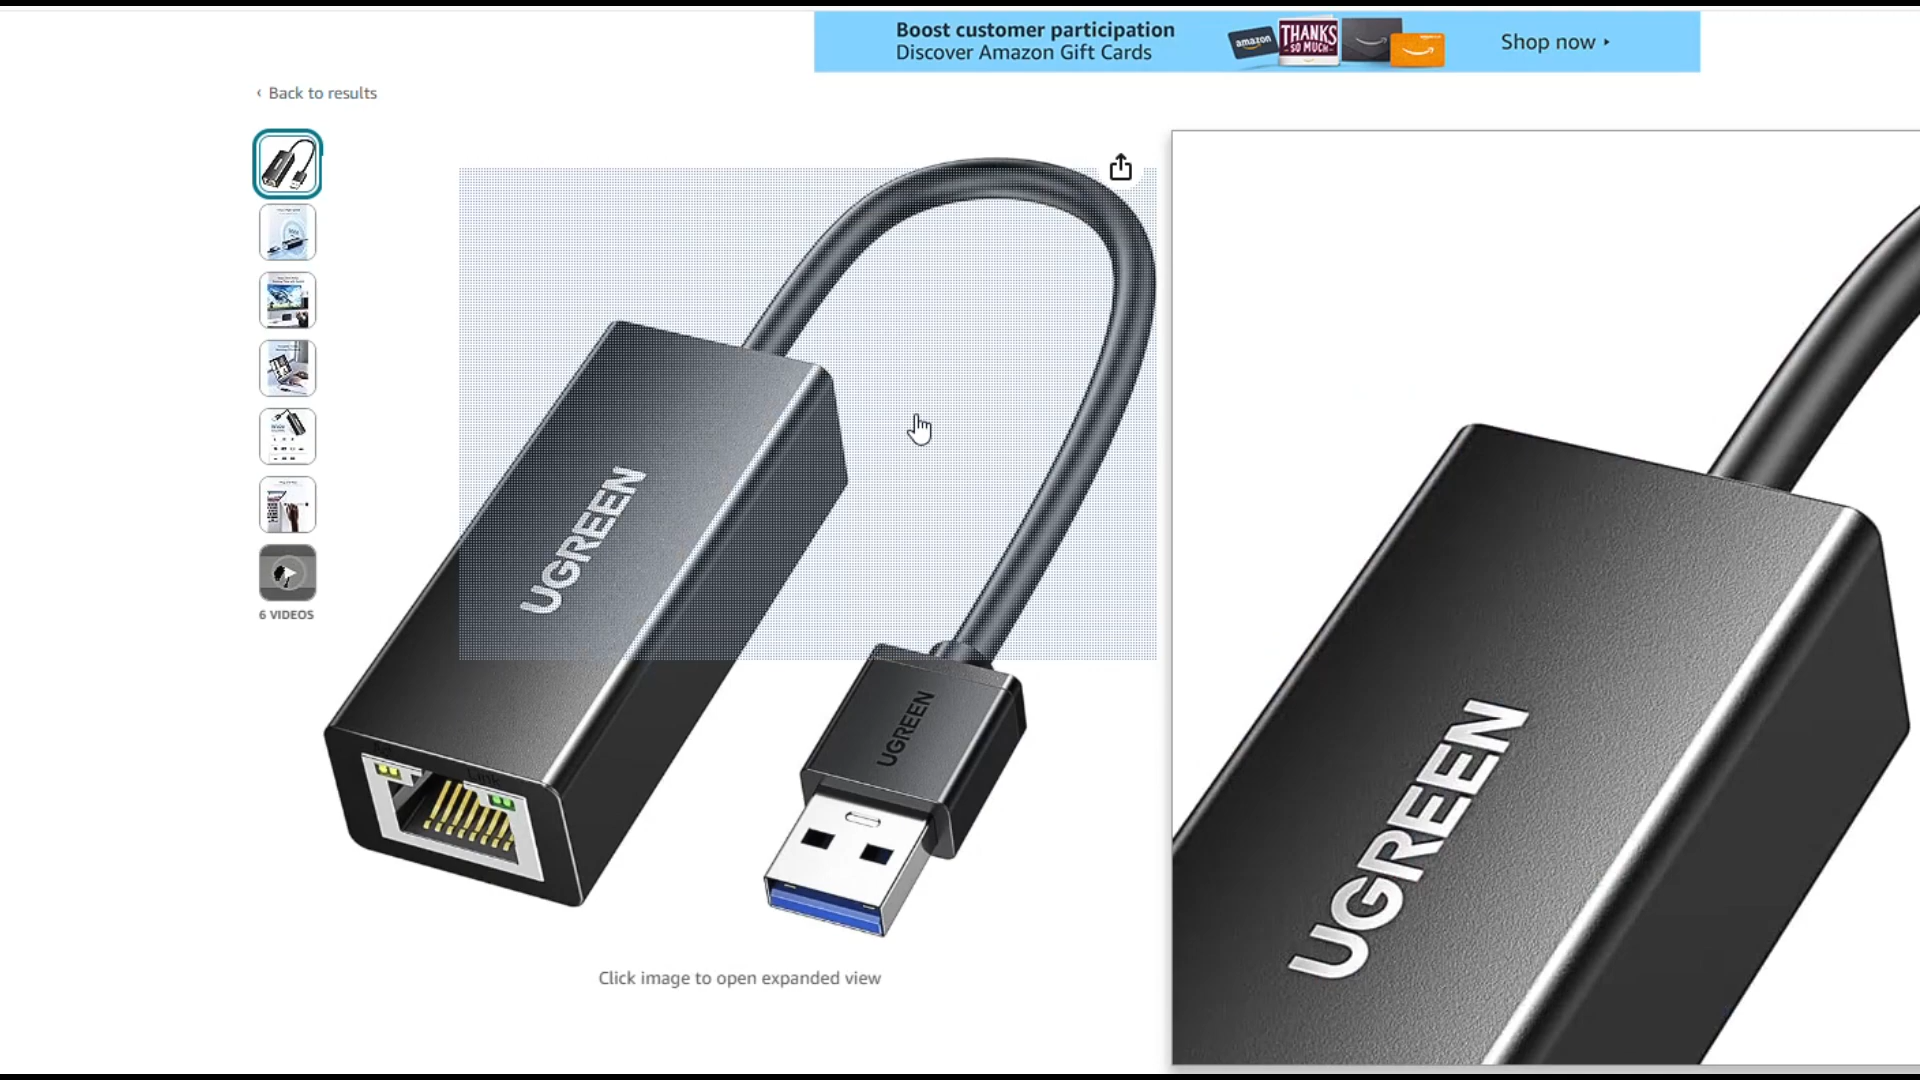 Boost customer participation
Discover Amazon Gift Cards
amazon
THANKS
SO MUCH
Shop now
Back to results
UGREEN
UGREEN
Link
6 VIDEOS
Click image to open expanded view
UGREEN